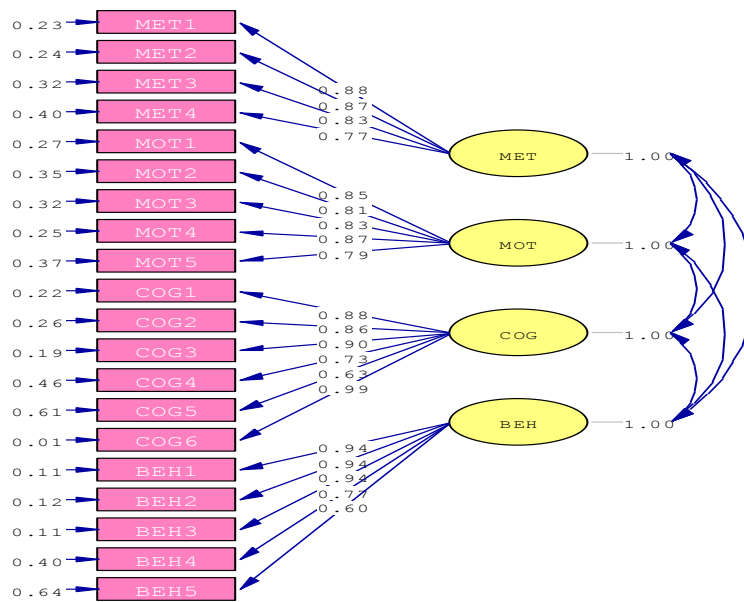 0.23 MET1
0.24 MET2
0.32 MET3
0.40 MET4
0.27 MOT1
0.35 MOT2
0.32 MOT3
0.25 MOT4
0.37 MOT5
0.22 COG1
0.26 COG2
0.19 COG3
0.46 COG4
0.61 COG5
0.01 COG6
0.11 BEH1
0.12 BEH2
0.11 BEH3
0.40 BEH4
0.64 BEH5
0.88
0.87
0.83
0.77
0.85
0.81
0.83
0.87
0.79
0.88
0.86
0.90
0.73
0.63
0.99
0.94
0.94
0.94
0.77
0.60
MET 1.00
MOT 1.00
COG 1.00
BEH 1.00